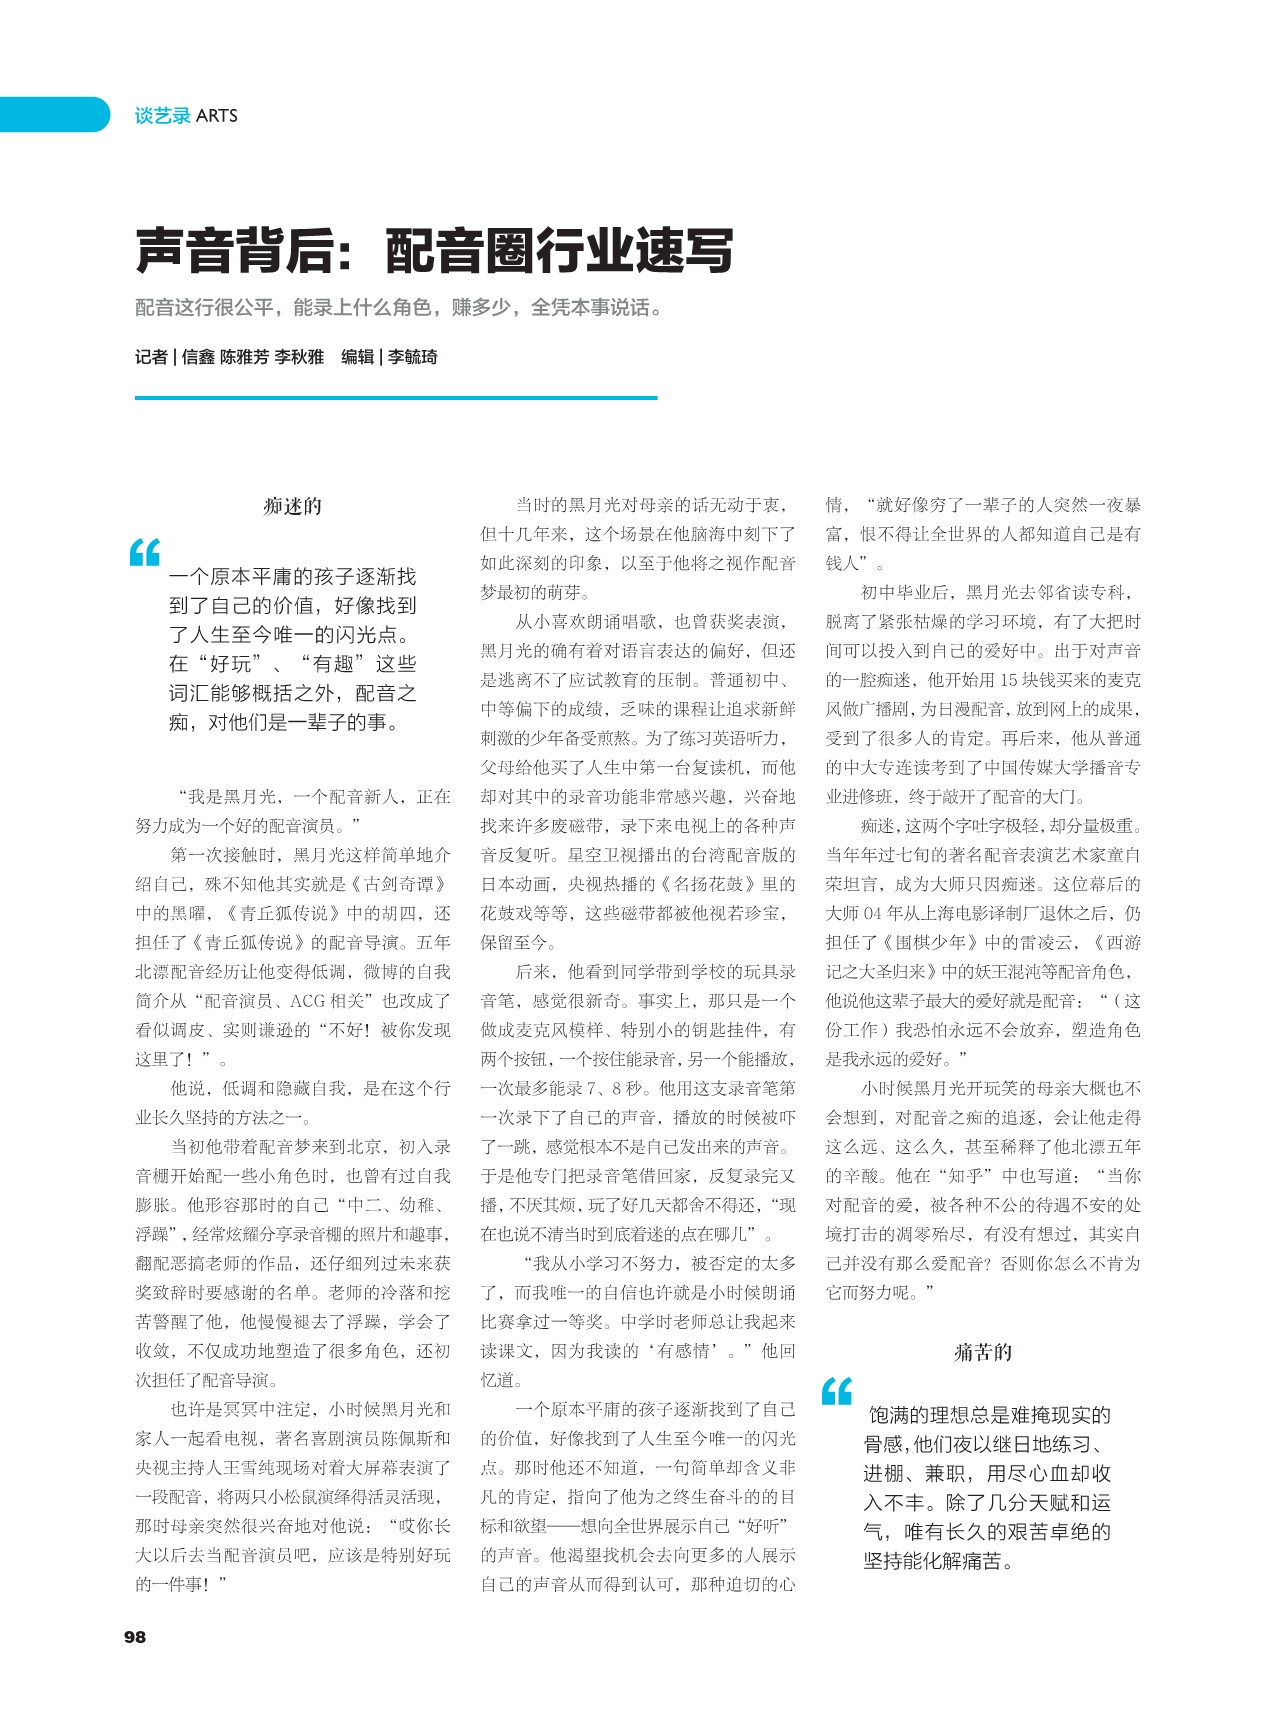 谈艺录 ARTS
声音背后：配音圈行业速写
配音这行很公平，能录上什么角色，赚多少，全凭本事说话。
记者 | 信鑫 陈雅芳 李秋雅　编辑 | 李毓琦
痴迷的
“
一个原本平庸的孩子逐渐找
到了自己的价值，好像找到
了人生至今唯一的闪光点。
在“好玩”、“有趣”这些
词汇能够概括之外，配音之
痴，对他们是一辈子的事。
“我是黑月光，一个配音新人，正在
努力成为一个好的配音演员。”
第一次接触时，黑月光这样简单地介
绍自己，殊不知他其实就是《古剑奇谭》
中的黑曜，《青丘狐传说》中的胡四，还
担任了《青丘狐传说》的配音导演。五年
北漂配音经历让他变得低调，微博的自我
简介从“配音演员、ACG 相关”也改成了
看似调皮、实则谦逊的“不好！被你发现
这里了！”。
他说，低调和隐藏自我，是在这个行
业长久坚持的方法之一。
当初他带着配音梦来到北京，初入录
音棚开始配一些小角色时，也曾有过自我
膨胀。他形容那时的自己“中二、幼稚、
浮躁”，经常炫耀分享录音棚的照片和趣事，
翻配恶搞老师的作品，还仔细列过未来获
奖致辞时要感谢的名单。老师的冷落和挖
苦警醒了他，他慢慢褪去了浮躁，学会了
收敛，不仅成功地塑造了很多角色，还初
次担任了配音导演。
也许是冥冥中注定，小时候黑月光和
家人一起看电视，著名喜剧演员陈佩斯和
央视主持人王雪纯现场对着大屏幕表演了
一段配音，将两只小松鼠演绎得活灵活现，
那时母亲突然很兴奋地对他说：“哎你长
大以后去当配音演员吧，应该是特别好玩
的一件事！”
当时的黑月光对母亲的话无动于衷，
但十几年来，这个场景在他脑海中刻下了
如此深刻的印象，以至于他将之视作配音
梦最初的萌芽。
从小喜欢朗诵唱歌，也曾获奖表演，
黑月光的确有着对语言表达的偏好，但还
是逃离不了应试教育的压制。普通初中、
中等偏下的成绩，乏味的课程让追求新鲜
刺激的少年备受煎熬。为了练习英语听力，
父母给他买了人生中第一台复读机，而他
却对其中的录音功能非常感兴趣，兴奋地
找来许多废磁带，录下来电视上的各种声
音反复听。星空卫视播出的台湾配音版的
日本动画，央视热播的《名扬花鼓》里的
花鼓戏等等，这些磁带都被他视若珍宝，
保留至今。
后来，他看到同学带到学校的玩具录
音笔，感觉很新奇。事实上，那只是一个
做成麦克风模样、特别小的钥匙挂件，有
两个按钮，一个按住能录音，另一个能播放，
一次最多能录 7、8 秒。他用这支录音笔第
一次录下了自己的声音，播放的时候被吓
了一跳，感觉根本不是自己发出来的声音。
于是他专门把录音笔借回家，反复录完又
播，不厌其烦，玩了好几天都舍不得还，“现
在也说不清当时到底着迷的点在哪儿”。
“我从小学习不努力，被否定的太多
了，而我唯一的自信也许就是小时候朗诵
比赛拿过一等奖。中学时老师总让我起来
读课文，因为我读的‘有感情’。”他回
忆道。
一个原本平庸的孩子逐渐找到了自己
的价值，好像找到了人生至今唯一的闪光
点。那时他还不知道，一句简单却含义非
凡的肯定，指向了他为之终生奋斗的的目
标和欲望——想向全世界展示自己“好听”
的声音。他渴望找机会去向更多的人展示
自己的声音从而得到认可，那种迫切的心
情，“就好像穷了一辈子的人突然一夜暴
富，恨不得让全世界的人都知道自己是有
钱人”。
初中毕业后，黑月光去邻省读专科，
脱离了紧张枯燥的学习环境，有了大把时
间可以投入到自己的爱好中。出于对声音
的一腔痴迷，他开始用 15 块钱买来的麦克
风做广播剧，为日漫配音，放到网上的成果，
受到了很多人的肯定。再后来，他从普通
的中大专连读考到了中国传媒大学播音专
业进修班，终于敲开了配音的大门。
痴迷，这两个字吐字极轻，却分量极重。
当年年过七旬的著名配音表演艺术家童自
荣坦言，成为大师只因痴迷。这位幕后的
大师 04 年从上海电影译制厂退休之后，仍
担任了《围棋少年》中的雷凌云，《西游
记之大圣归来》中的妖王混沌等配音角色，
他说他这辈子最大的爱好就是配音；“（这
份工作）我恐怕永远不会放弃，塑造角色
是我永远的爱好。”
小时候黑月光开玩笑的母亲大概也不
会想到，对配音之痴的追逐，会让他走得
这么远、这么久，甚至稀释了他北漂五年
的辛酸。他在“知乎”中也写道：“当你
对配音的爱，被各种不公的待遇不安的处
境打击的凋零殆尽，有没有想过，其实自
己并没有那么爱配音？否则你怎么不肯为
它而努力呢。”
痛苦的
“
饱满的理想总是难掩现实的
骨感，他们夜以继日地练习、
进棚、兼职，用尽心血却收
入不丰。除了几分天赋和运
气，唯有长久的艰苦卓绝的
坚持能化解痛苦。
98